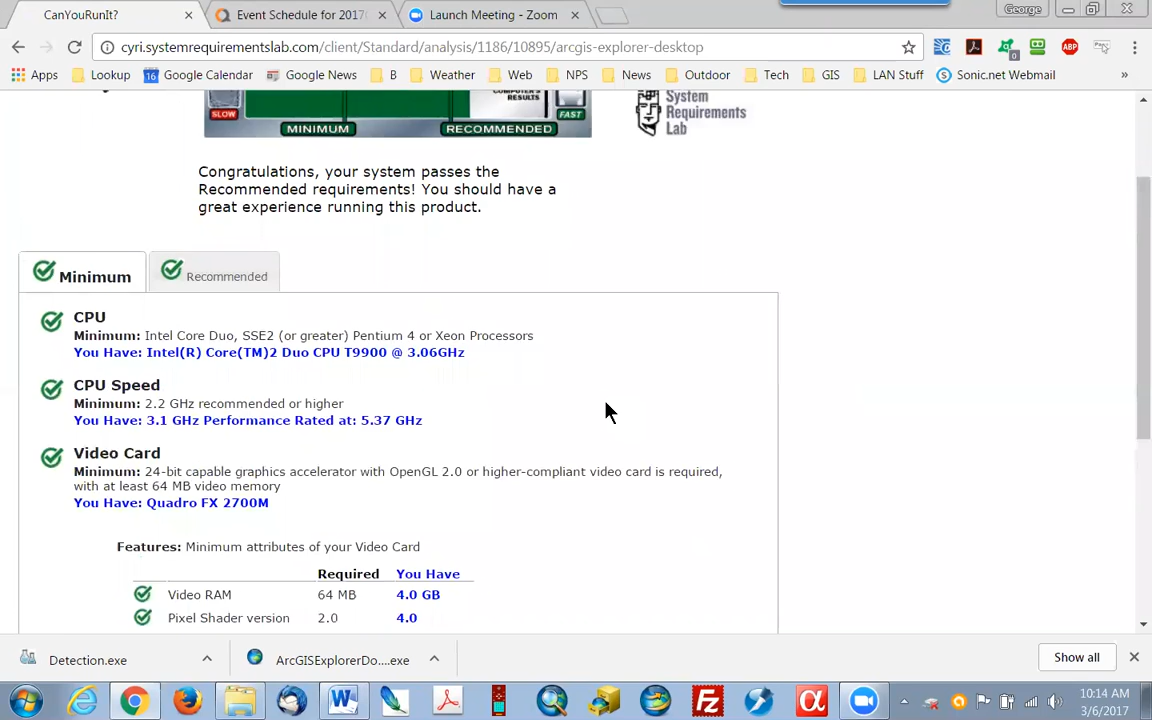 CanYouRunIt?
Event Schedule for 2017
Launch Meeting - Zoom
George
cyri.systemrequirementslab.com/client/Standard/analysis/1186/10895/arcgis-explorer-desktop
0
ABP
Apps
Lookup
16 Google Calendar
Google News
B
Weather
Web
NPS
News
Outdoor
Tech
GIS
LAN Stuff
Sonic.net Webmail
»
COMPUTER'S
RESULTS
SLOW
FAST
MINIMUM
RECOMMENDED
System
Requirements
Lab
Congratulations, your system passes the
Recommended requirements! You should have a
great experience running this product.
Minimum
Recommended
CPU
Minimum: Intel Core Duo, SSE2 (or greater) Pentium 4 or Xeon Processors
You Have: Intel(R) Core(TM)2 Duo CPU T9900 @ 3.06GHz
CPU Speed
Minimum: 2.2 GHz recommended or higher
You Have: 3.1 GHz Performance Rated at: 5.37 GHz
Video Card
Minimum: 24-bit capable graphics accelerator with OpenGL 2.0 or higher-compliant video card is required,
with at least 64 MB video memory
You Have: Quadro FX 2700M
Features: Minimum attributes of your Video Card
Required You Have
Video RAM 64 MB 4.0 GB
Pixel Shader version 2.0 4.0
Detection.exe
ArcGISExplorerDo....exe
Show all
10:14 AM
3/6/2017